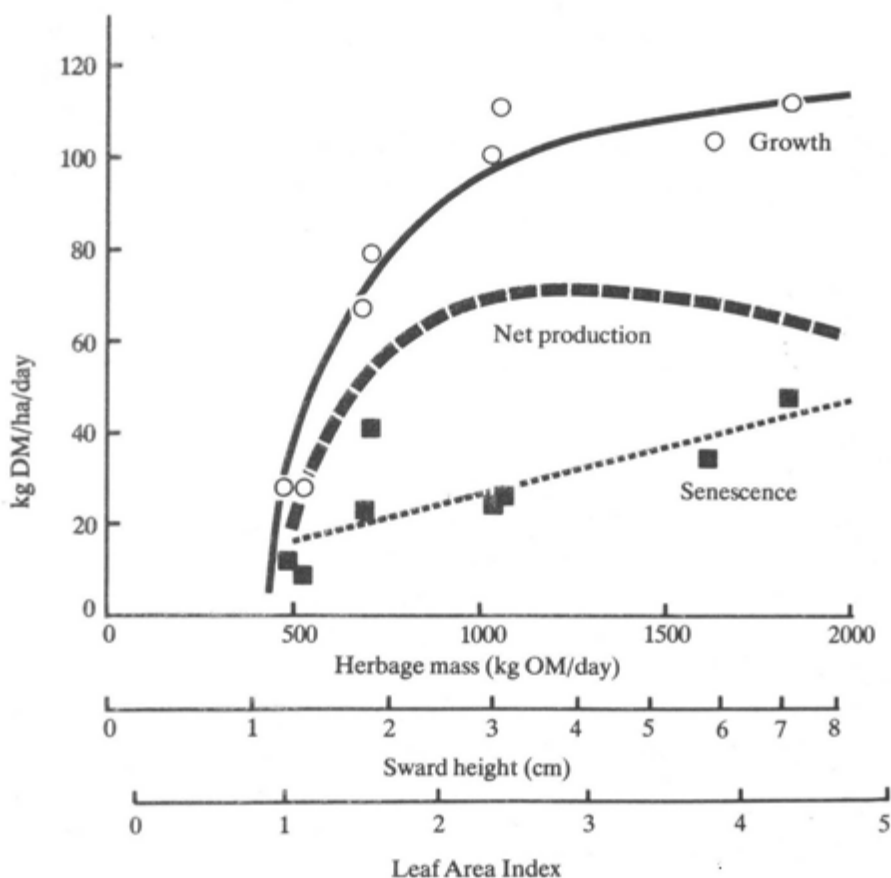 120
100
80
60
40
20
0
kg DM/ha/day
Growth
Net production
Senescence
0 500 1000 1500 2000
Herbage mass (kg OM/day)
0 1 2 3 4 5 6 7 8
Sward height (cm)
0 1 2 3 4 5
Leaf Area Index